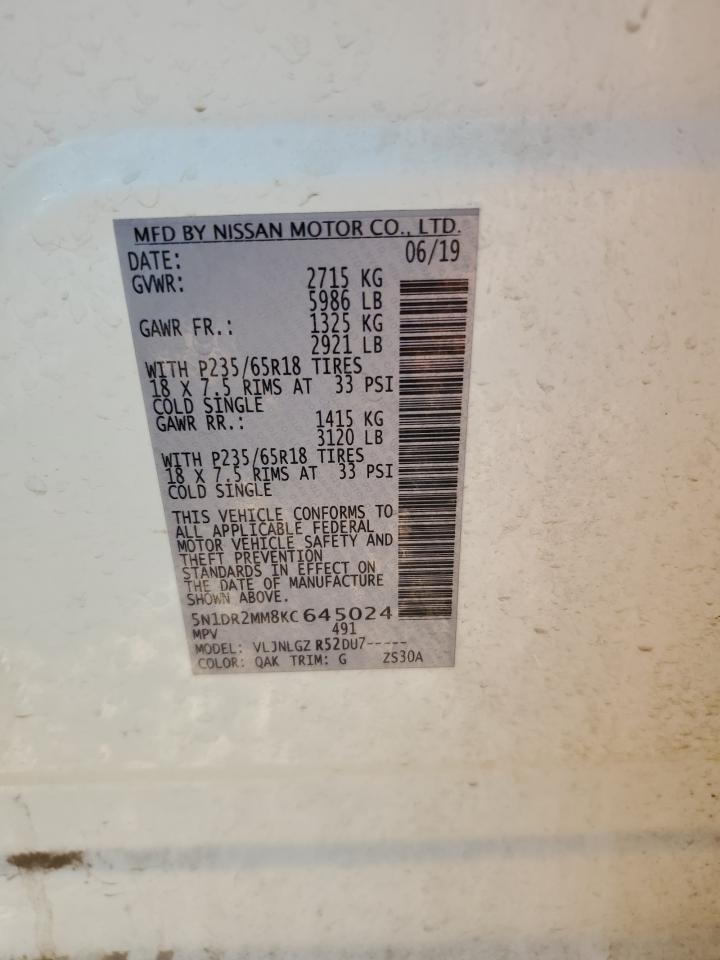 MFD BY NISSAN MOTOR CO., LTD.
DATE: 06/19
GVWR: 2715 KG
5986 LB
GAWR FR.: 1325 KG
2921 LB
WITH P235/65R18 TIRES
18 X 7.5 RIMS AT 33 PSI
COLD SINGLE
GAWR RR.: 1415 KG
3120 LB
WITH P235/65R18 TIRES
18 X 7.5 RIMS AT 33 PSI
COLD SINGLE
THIS VEHICLE CONFORMS TO
ALL APPLICABLE FEDERAL
MOTOR VEHICLE SAFETY AND
THEFT PREVENTION
STANDARDS IN EFFECT ON
THE DATE OF MANUFACTURE
SHOWN ABOVE.
5N1DR2MM8KC645024
MPV 491
MODEL: VLJNLGZ R52DU7-----
COLOR: QAK TRIM: G ZS30A